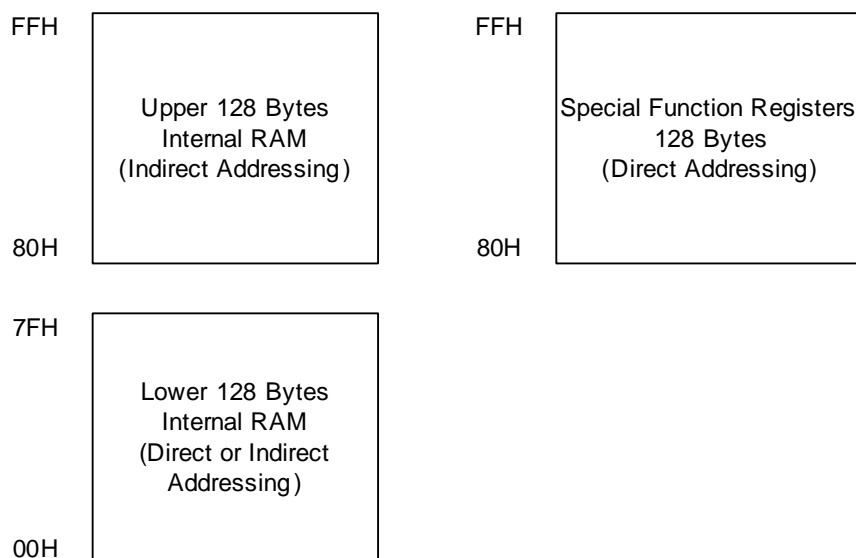 FFH
Upper 128 Bytes
Internal RAM
(Indirect Addressing)
80H
FFH
Special Function Registers
128 Bytes
(Direct Addressing)
80H
7FH
Lower 128 Bytes
Internal RAM
(Direct or Indirect
Addressing)
00H